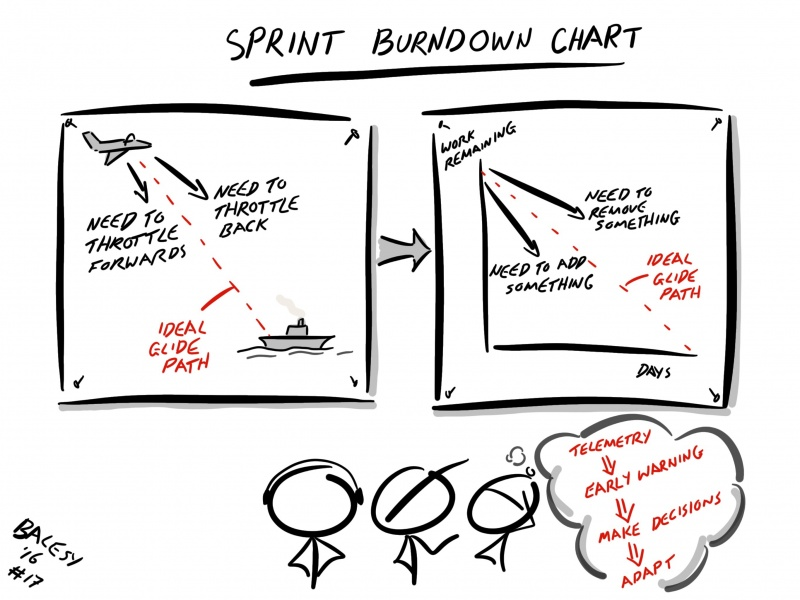 SPRINT BURNDOWN CHART
NEED TO
THROTTLE
BACK
NEED TO
THROTTLE
FORWARDS
IDEAL
GLIDE
PATH
WORK
REMAINING
NEED TO
REMOVE
SOMETHING
NEED TO ADD
SOMETHING
IDEAL
GLIDE
PATH
DAYS
TELEMETRY
EARLY WARNING
MAKE DECISIONS
ADAPT
BALESY
'16
#17